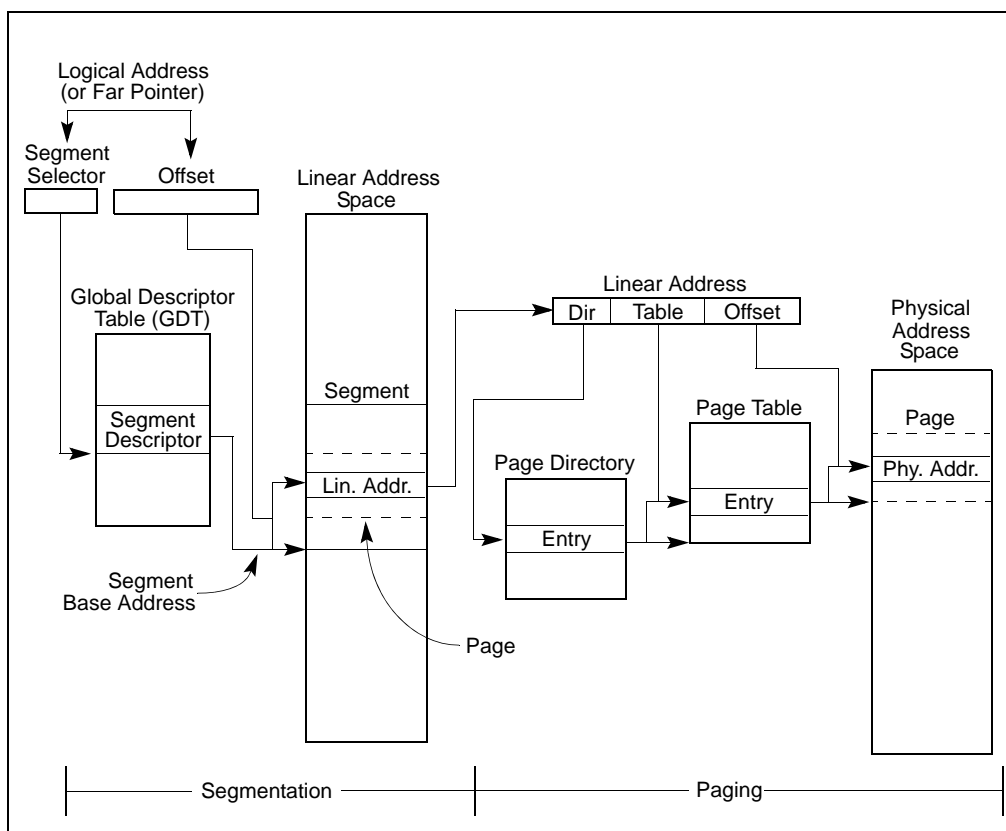 Logical Address
(or Far Pointer)
Segment
Selector
Offset
Linear Address
Space
Global Descriptor
Table (GDT)
Segment
Descriptor
Segment
Lin. Addr.
Segment
Base Address
Page
Linear Address
Dir
Table
Offset
Physical
Address
Space
Page Table
Page
Page Directory
Phy. Addr.
Entry
Entry
Segmentation
Paging